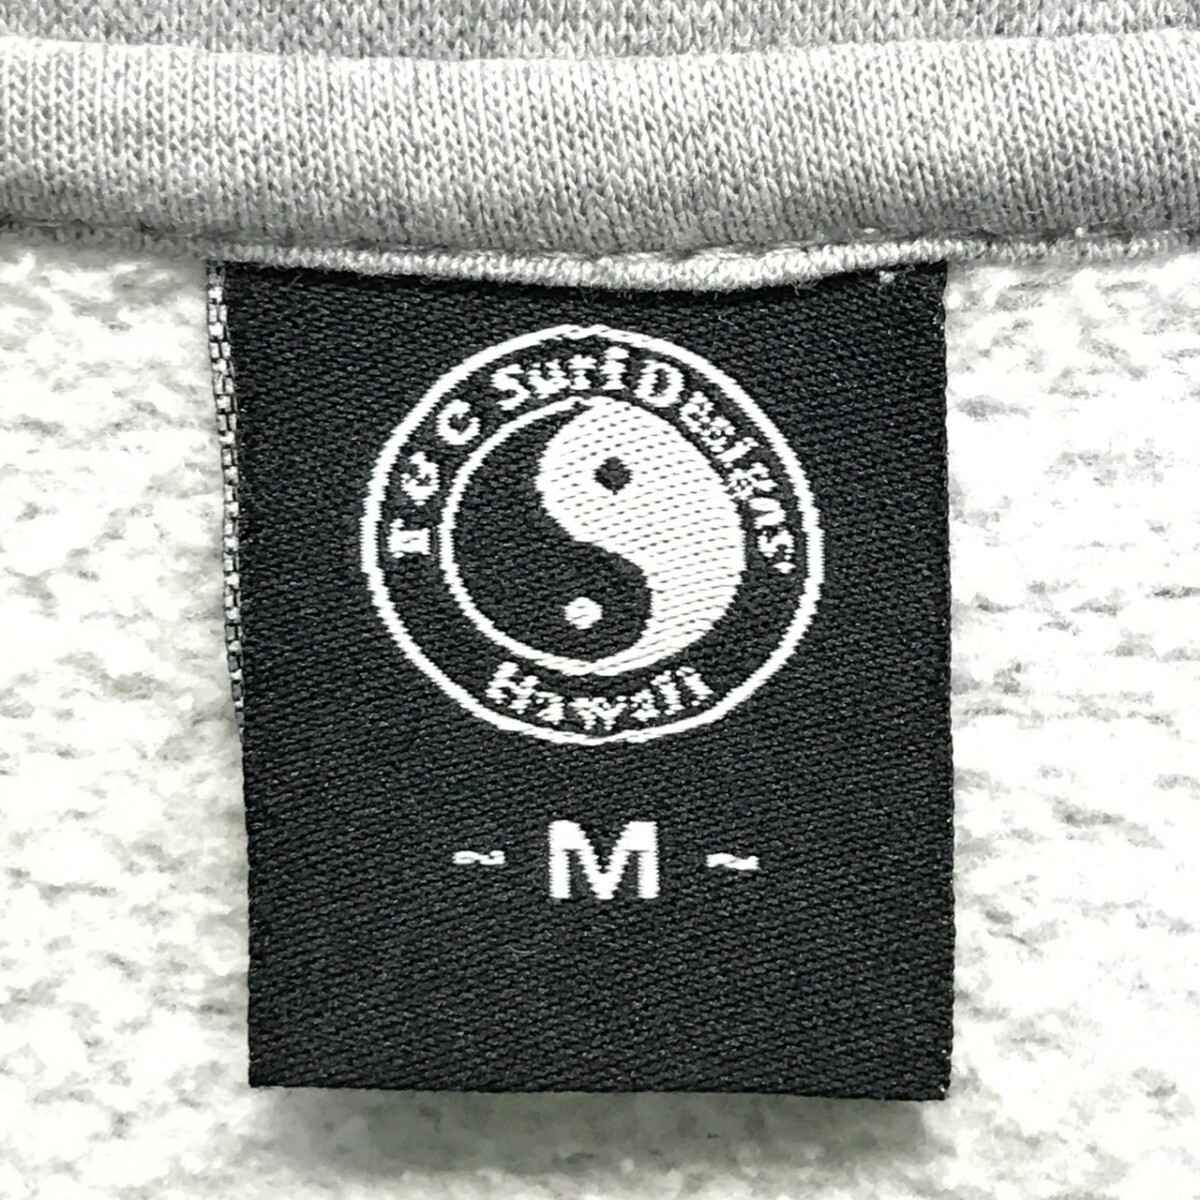 T&C Surf Designs
Hawaii
~ M ~